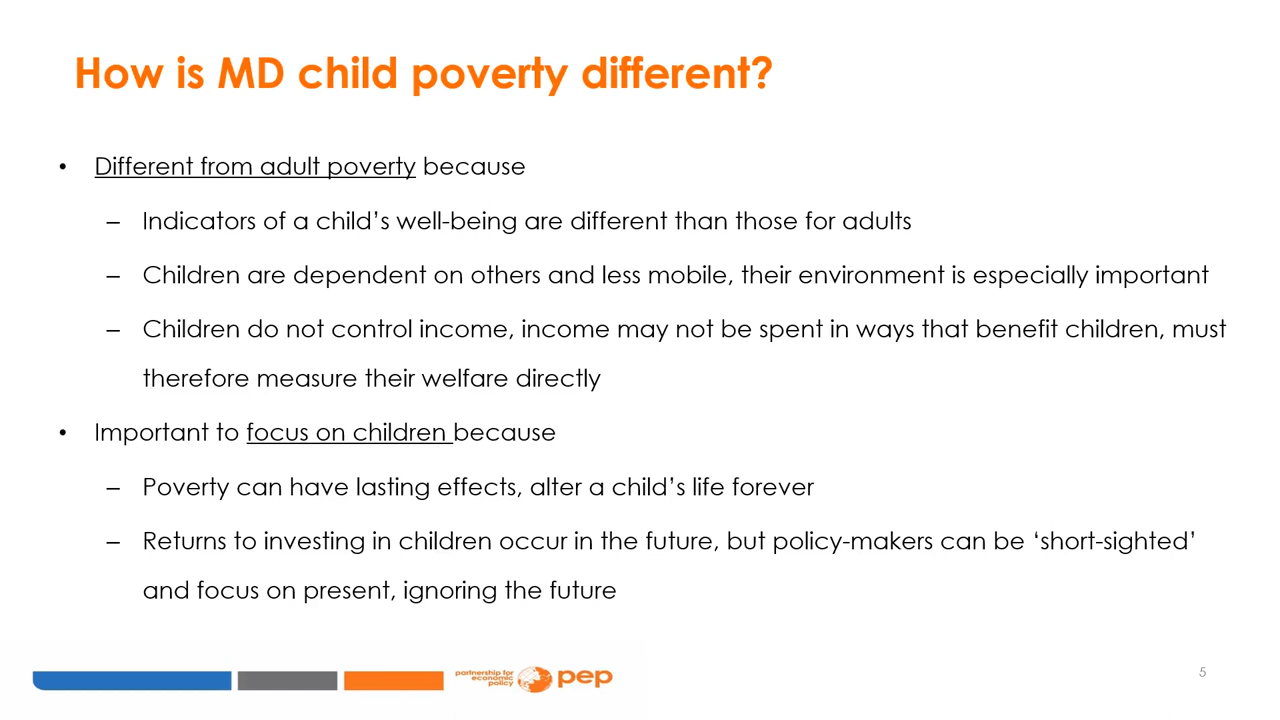 How is MD child poverty different?
• Different from adult poverty because
– Indicators of a child’s well-being are different than those for adults
– Children are dependent on others and less mobile, their environment is especially important
– Children do not control income, income may not be spent in ways that benefit children, must
therefore measure their welfare directly
• Important to focus on children because
– Poverty can have lasting effects, alter a child’s life forever
– Returns to investing in children occur in the future, but policy-makers can be ‘short-sighted’
and focus on present, ignoring the future
partnership for
economic
policy
pep
5